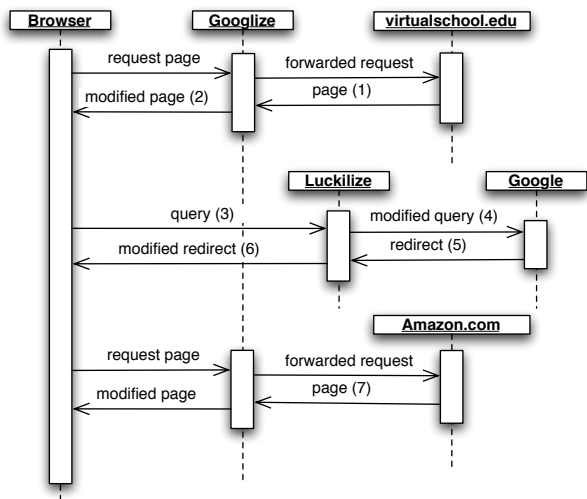 Browser
Googlize
virtualschool.edu
request page
forwarded request
modified page (2)
page (1)
Luckilize
Google
query (3)
modified query (4)
modified redirect (6)
redirect (5)
Amazon.com
request page
forwarded request
modified page
page (7)